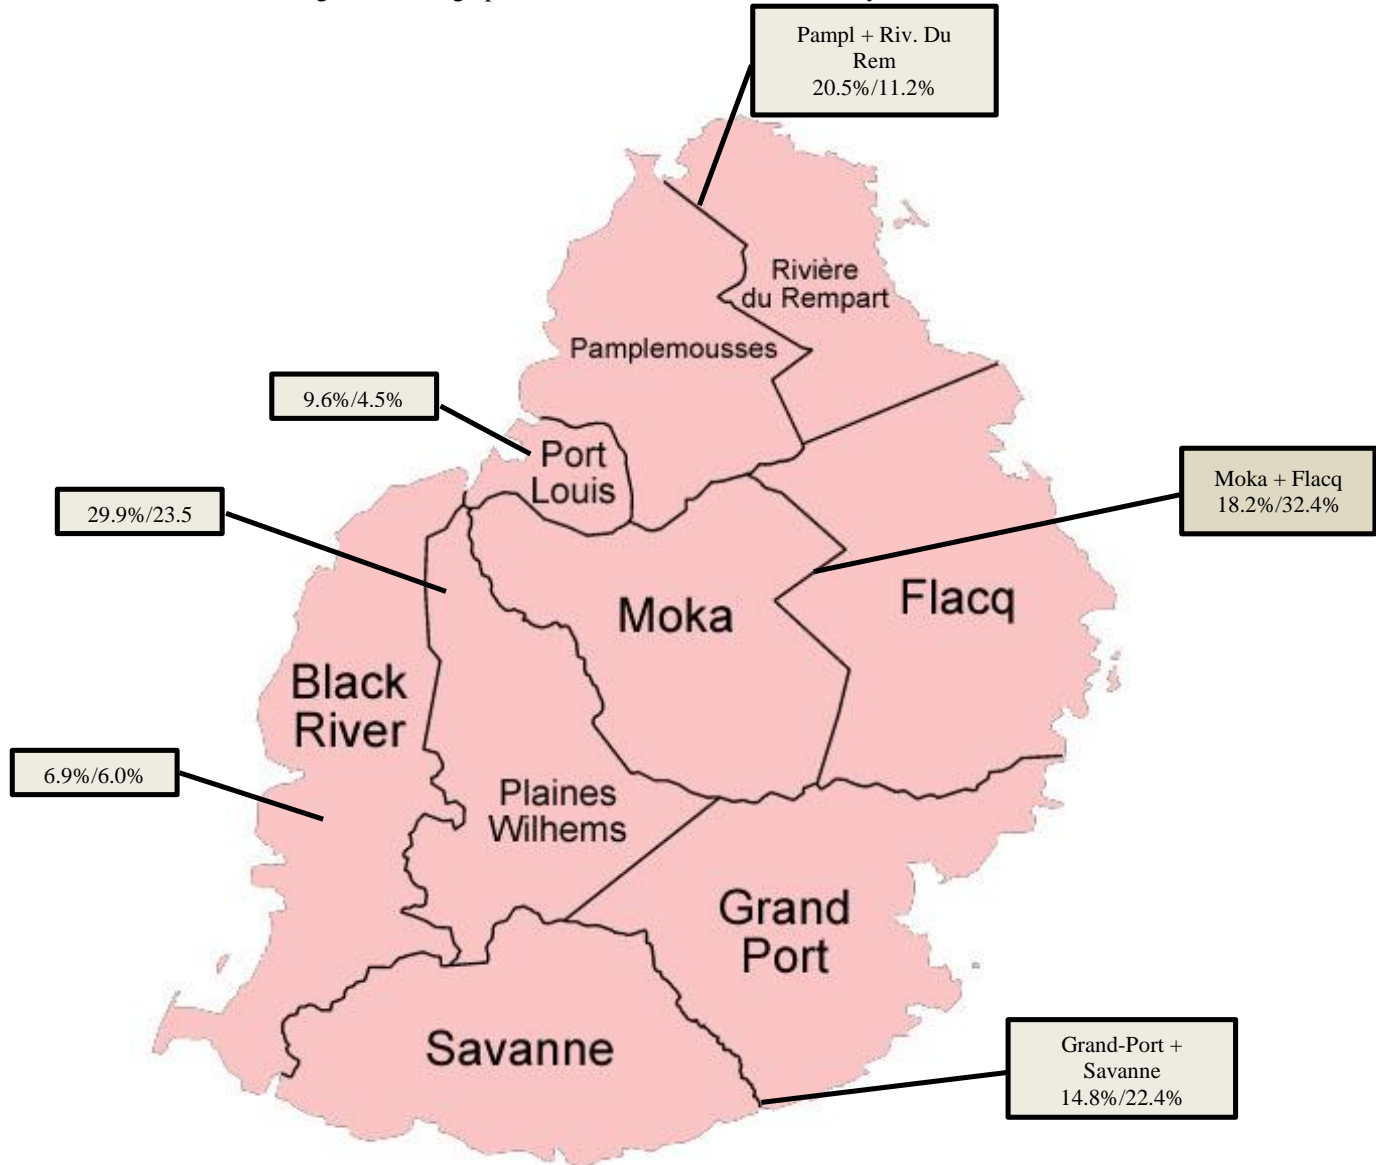 Pampl + Riv. Du
Rem
20.5%/11.2%
Rivière
du Rempart
Pamplemousses
9.6%/4.5%
Port
Louis
Moka + Flacq
18.2%/32.4%
29.9%/23.5
Moka
Flacq
Black
River
6.9%/6.0%
Plaines
Wilhems
Grand
Port
Savanne
Grand-Port +
Savanne
14.8%/22.4%